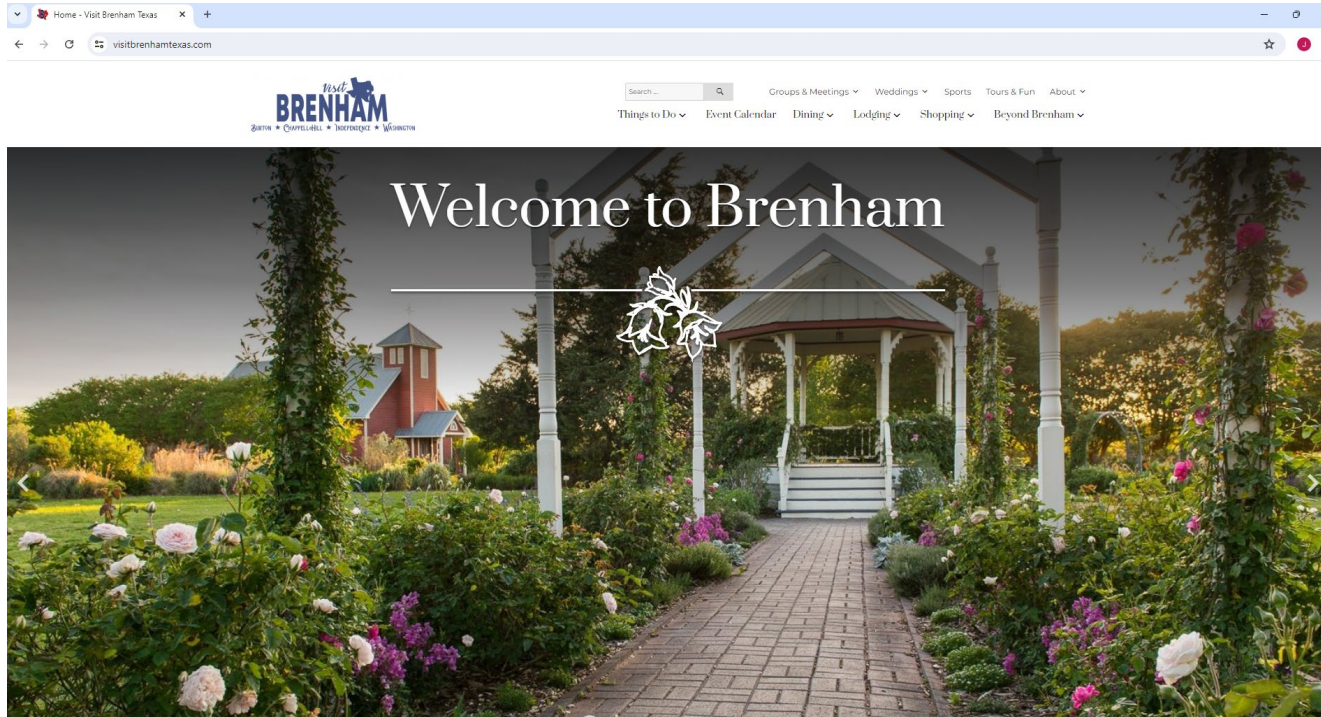 Home - Visit Brenham Texas
visitbrenhamtexas.com
Visit
BRENHAM
BURTON ★ CHAPPELL HILL ★ INDEPENDENCE ★ WASHINGTON
Search ...
Groups & Meetings Weddings Sports Tours & Fun About
Things to Do Event Calendar Dining Lodging Shopping Beyond Brenham
Welcome to Brenham
J